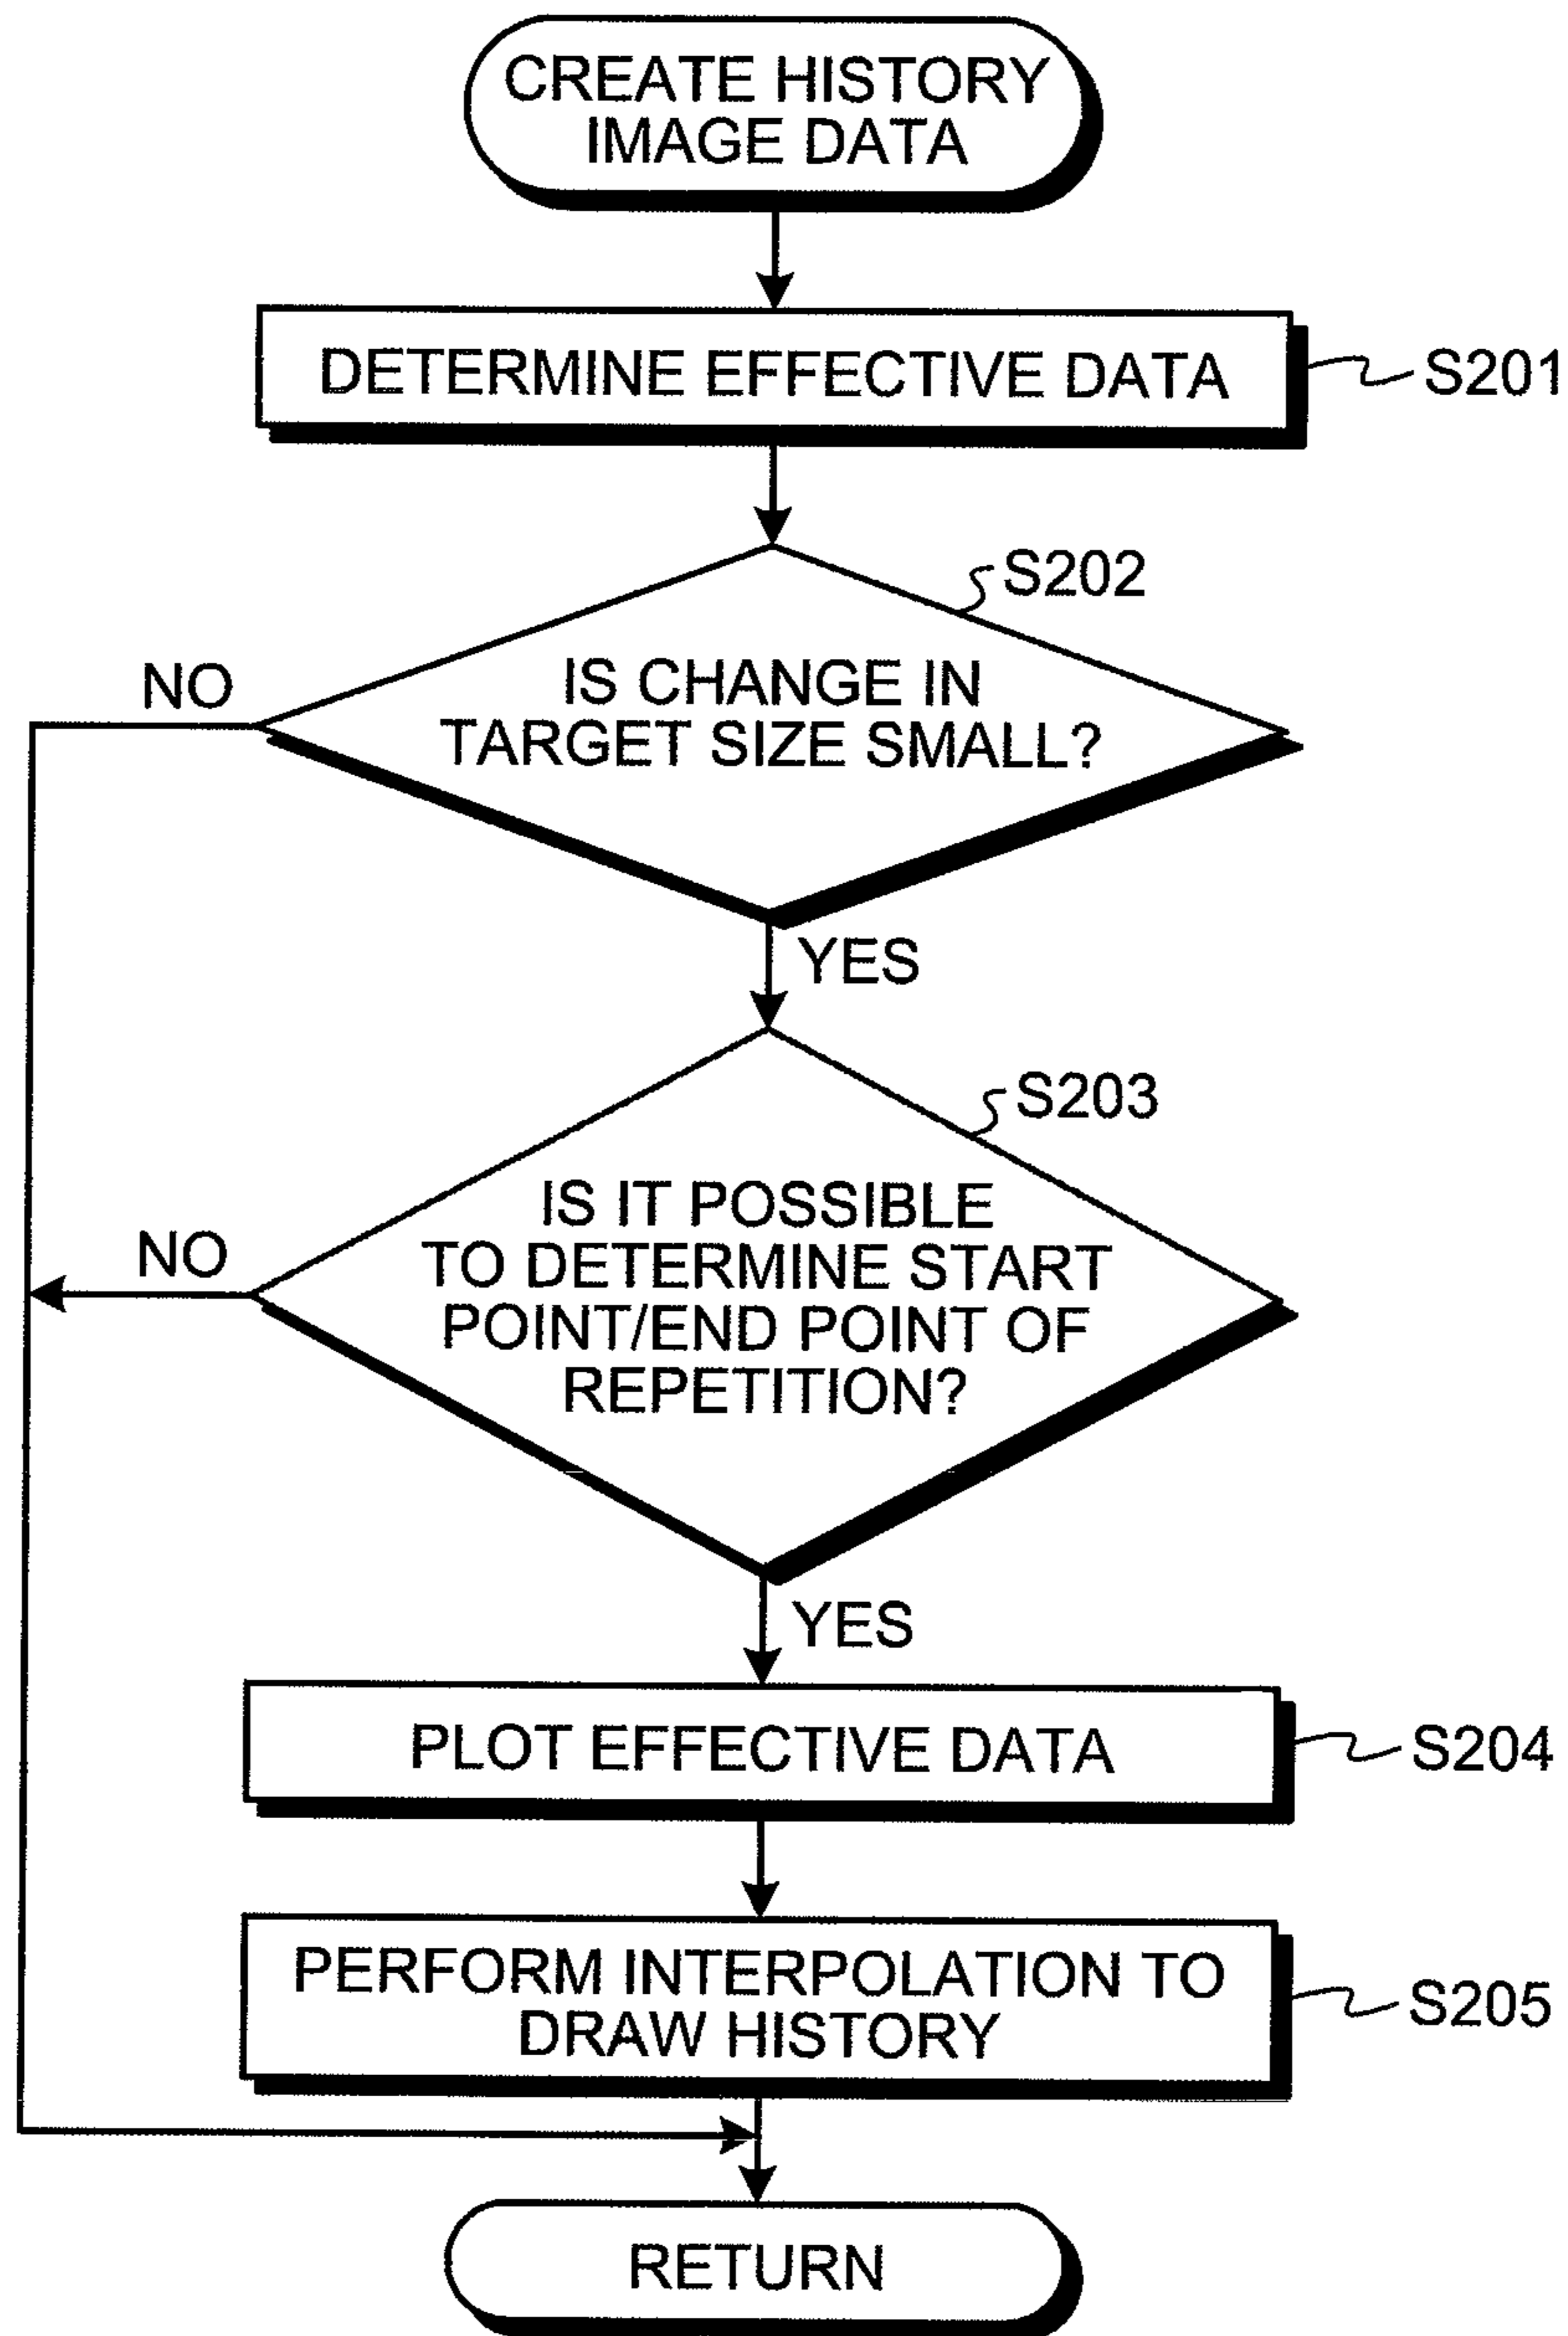 CREATE HISTORY
IMAGE DATA
DETERMINE EFFECTIVE DATA
S201
S202
IS CHANGE IN
TARGET SIZE SMALL?
NO
YES
S203
IS IT POSSIBLE
TO DETERMINE START
POINT/END POINT OF
REPETITION?
NO
YES
PLOT EFFECTIVE DATA
S204
PERFORM INTERPOLATION TO
DRAW HISTORY
S205
RETURN